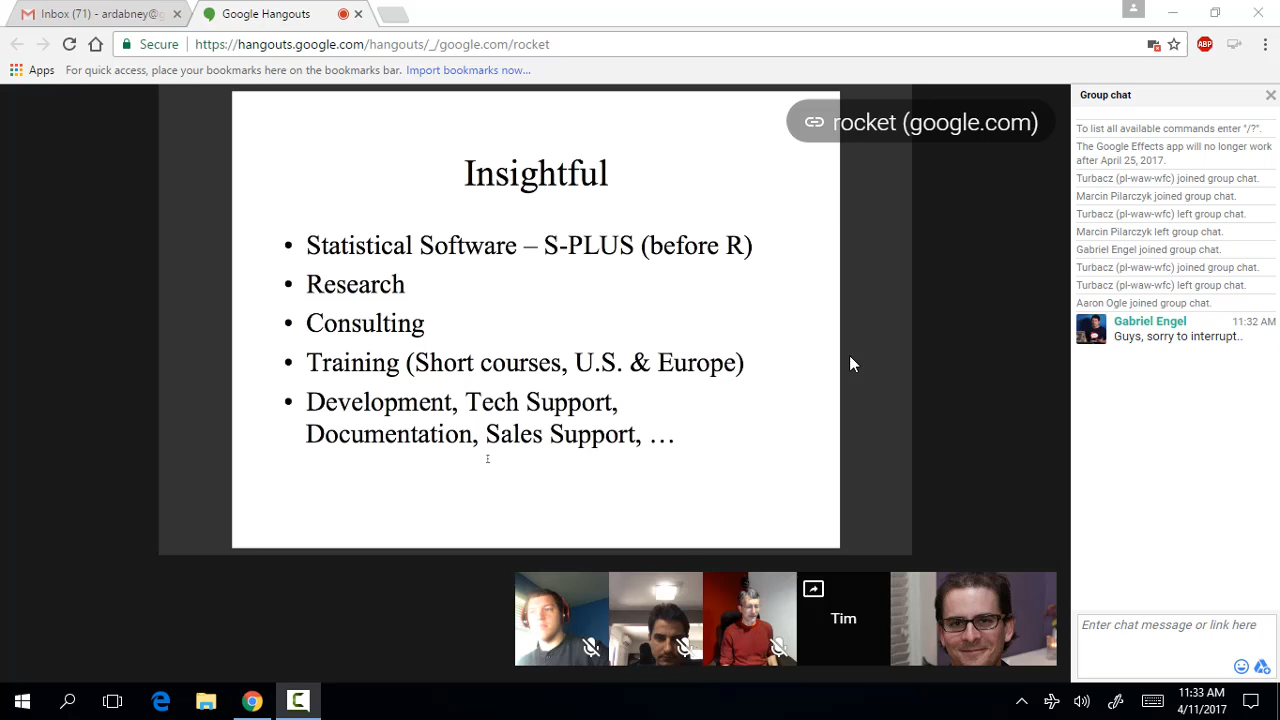 Inbox (71) - ardabney@g
Google Hangouts
Secure
https://hangouts.google.com/hangouts/_/google.com/rocket
ABP
Apps
For quick access, place your bookmarks here on the bookmarks bar.
Import bookmarks now...
rocket (google.com)
Insightful
• Statistical Software – S-PLUS (before R)
• Research
• Consulting
• Training (Short courses, U.S. & Europe)
• Development, Tech Support,
Documentation, Sales Support, …
Tim
Group chat
To list all available commands enter "/?".
The Google Effects app will no longer work
after April 25, 2017.
Turbacz (pl-waw-wfc) joined group chat.
Marcin Pilarczyk joined group chat.
Turbacz (pl-waw-wfc) left group chat.
Marcin Pilarczyk left group chat.
Gabriel Engel joined group chat.
Turbacz (pl-waw-wfc) joined group chat.
Turbacz (pl-waw-wfc) left group chat.
Aaron Ogle joined group chat.
Gabriel Engel 11:32 AM
Guys, sorry to interrupt..
Enter chat message or link here
11:33 AM
4/11/2017